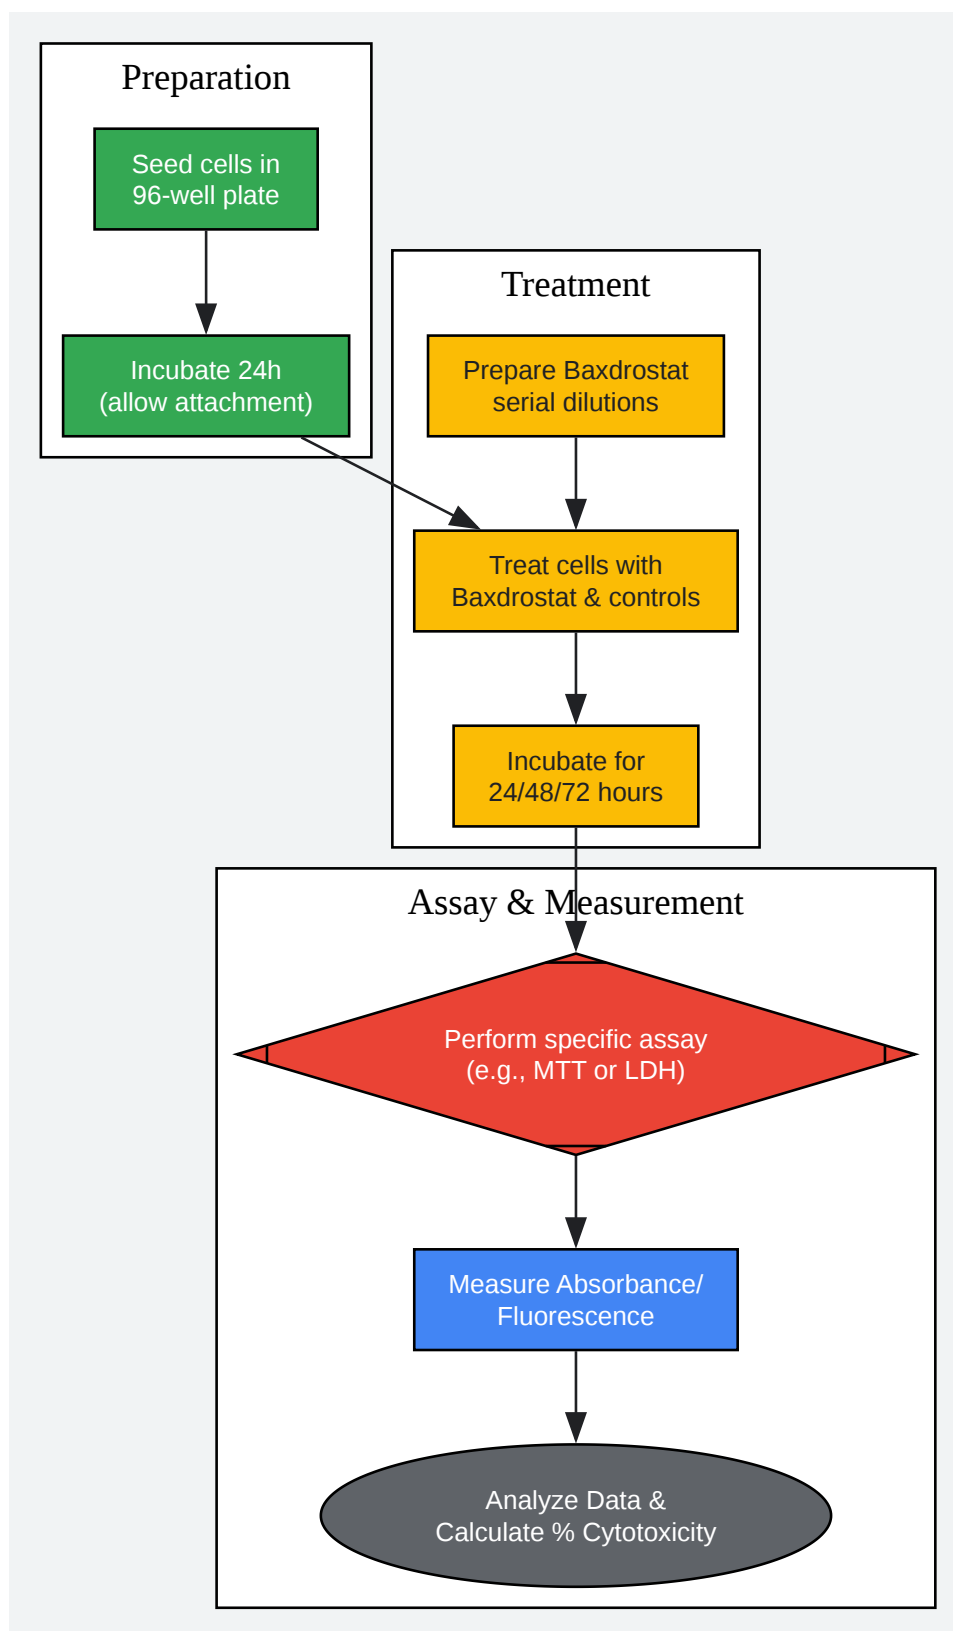 Preparation
Seed cells in
96-well plate
Incubate 24h
(allow attachment)
Treatment
Prepare Baxdrostat
serial dilutions
Treat cells with
Baxdrostat & controls
Incubate for
24/48/72 hours
Assay & Measurement
Perform specific assay
(e.g., MTT or LDH)
Measure Absorbance/
Fluorescence
Analyze Data &
Calculate % Cytotoxicity